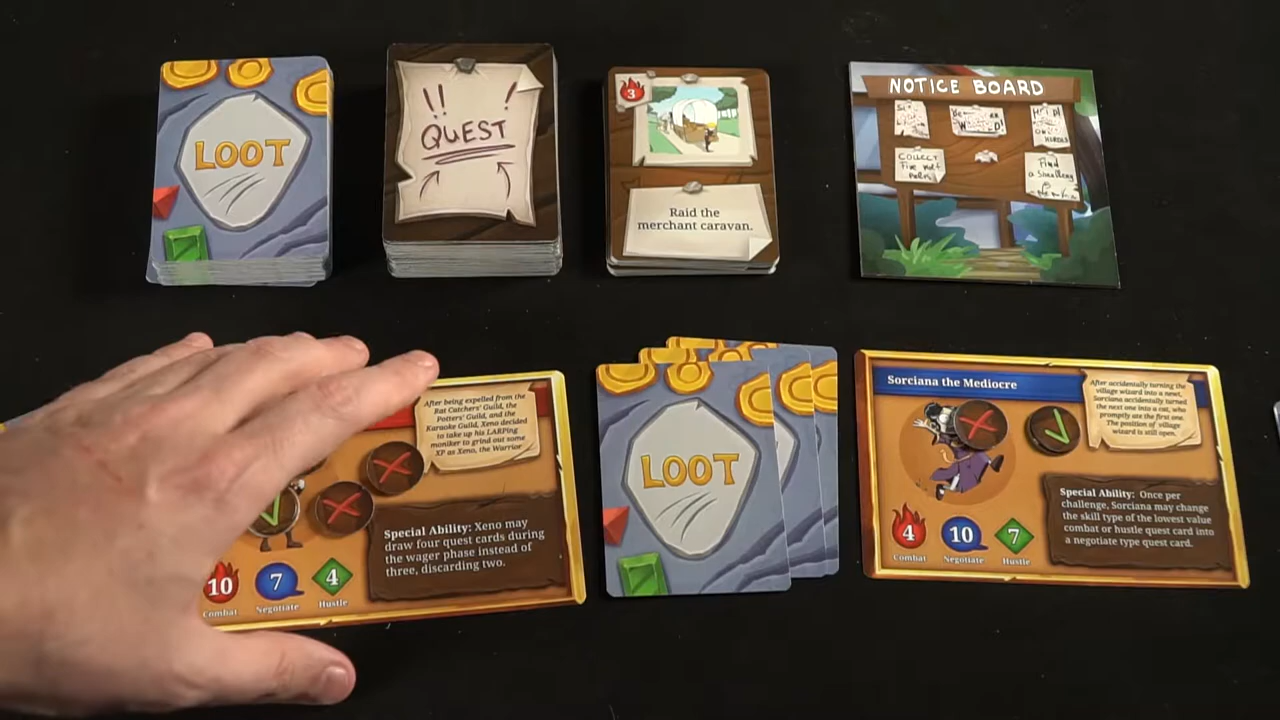 LOOT
!! !
QUEST
3
Raid the
merchant caravan.
NOTICE BOARD
COLLECT
Find
After being expelled from the
Rat Catchers' Guild, the
Potters' Guild, and the
Karaoke Guild, Xeno decided
to take up his LARPing
moniker to grind out some
XP as Xeno, the Warrior.
Special Ability: Xeno may
draw four quest cards during
the wager phase instead of
three, discarding two.
10 7 4
Combat Negotiate Hustle
LOOT
Sorciana the Mediocre
After accidentally turning the
village wizard into a newt,
Sorciana accidentally turned
the next one into a cat, who
promptly ate the first one.
The position of village
wizard is still open.
Special Ability: Once per
challenge, Sorciana may change
the skill type of the lowest value
combat or hustle quest card into
a negotiate type quest card.
4 10 7
Combat Negotiate Hustle